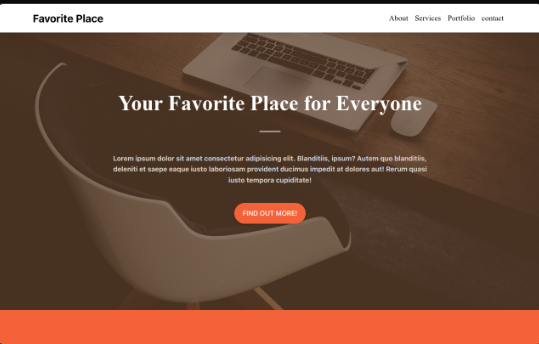 Favorite Place
About Services Portfolio contact
Your Favorite Place for Everyone
Lorem ipsum dolor sit amet consectetur adipisicing elit. Blanditiis, ipsum? Autem quo blanditiis,
deleniti et saepe eaque iusto laboriosam provident ducimus impedit at dolores aut! Rerum quasi
iusto tempora cupiditate!
FIND OUT MORE!